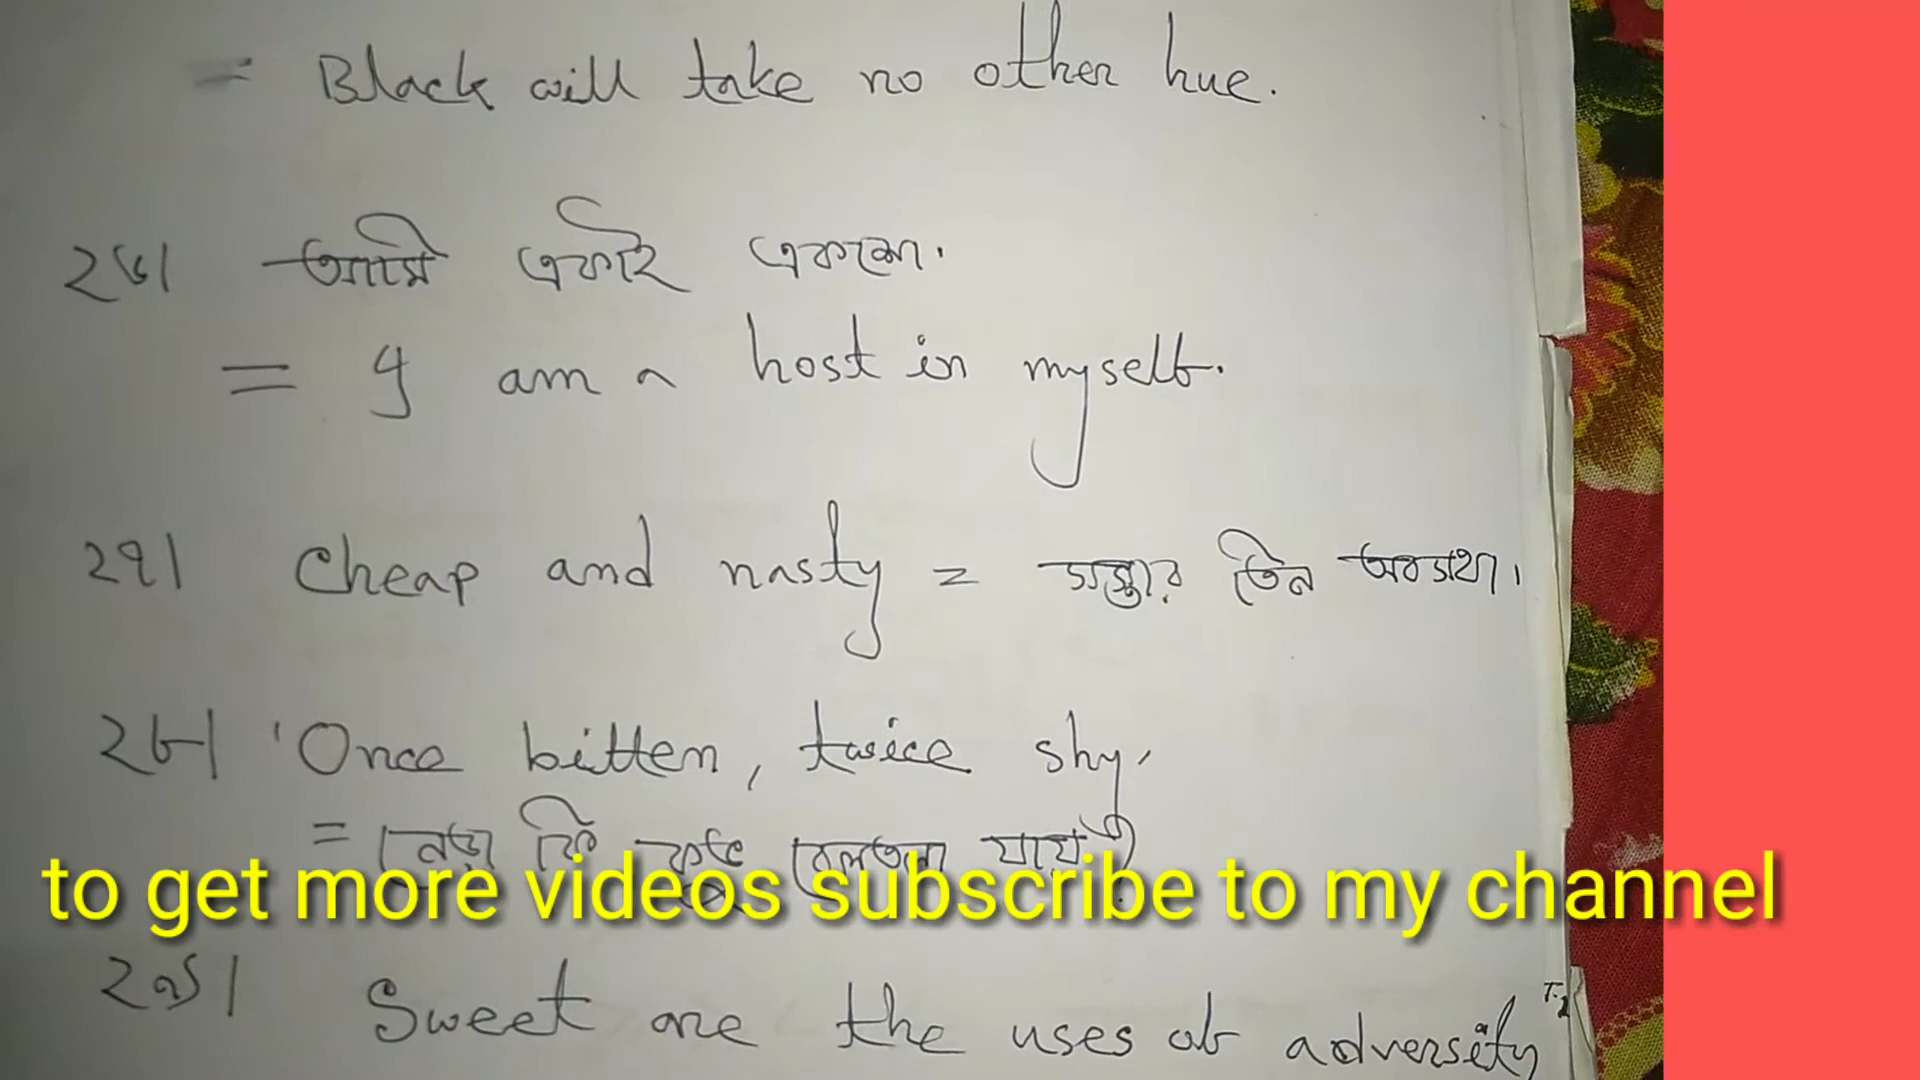 = Black will take no other hue.
২৬। আমি একাই একশো.
= I am a host in myself.
২৭। Cheap and nasty = সস্তার তিন অবস্থা।
২৮। 'Once bitten, twice shy,
= নেড়া কি কভু বেলতলা যায়?
to get more videos subscribe to my channel
২৯। Sweet are the uses of adversity